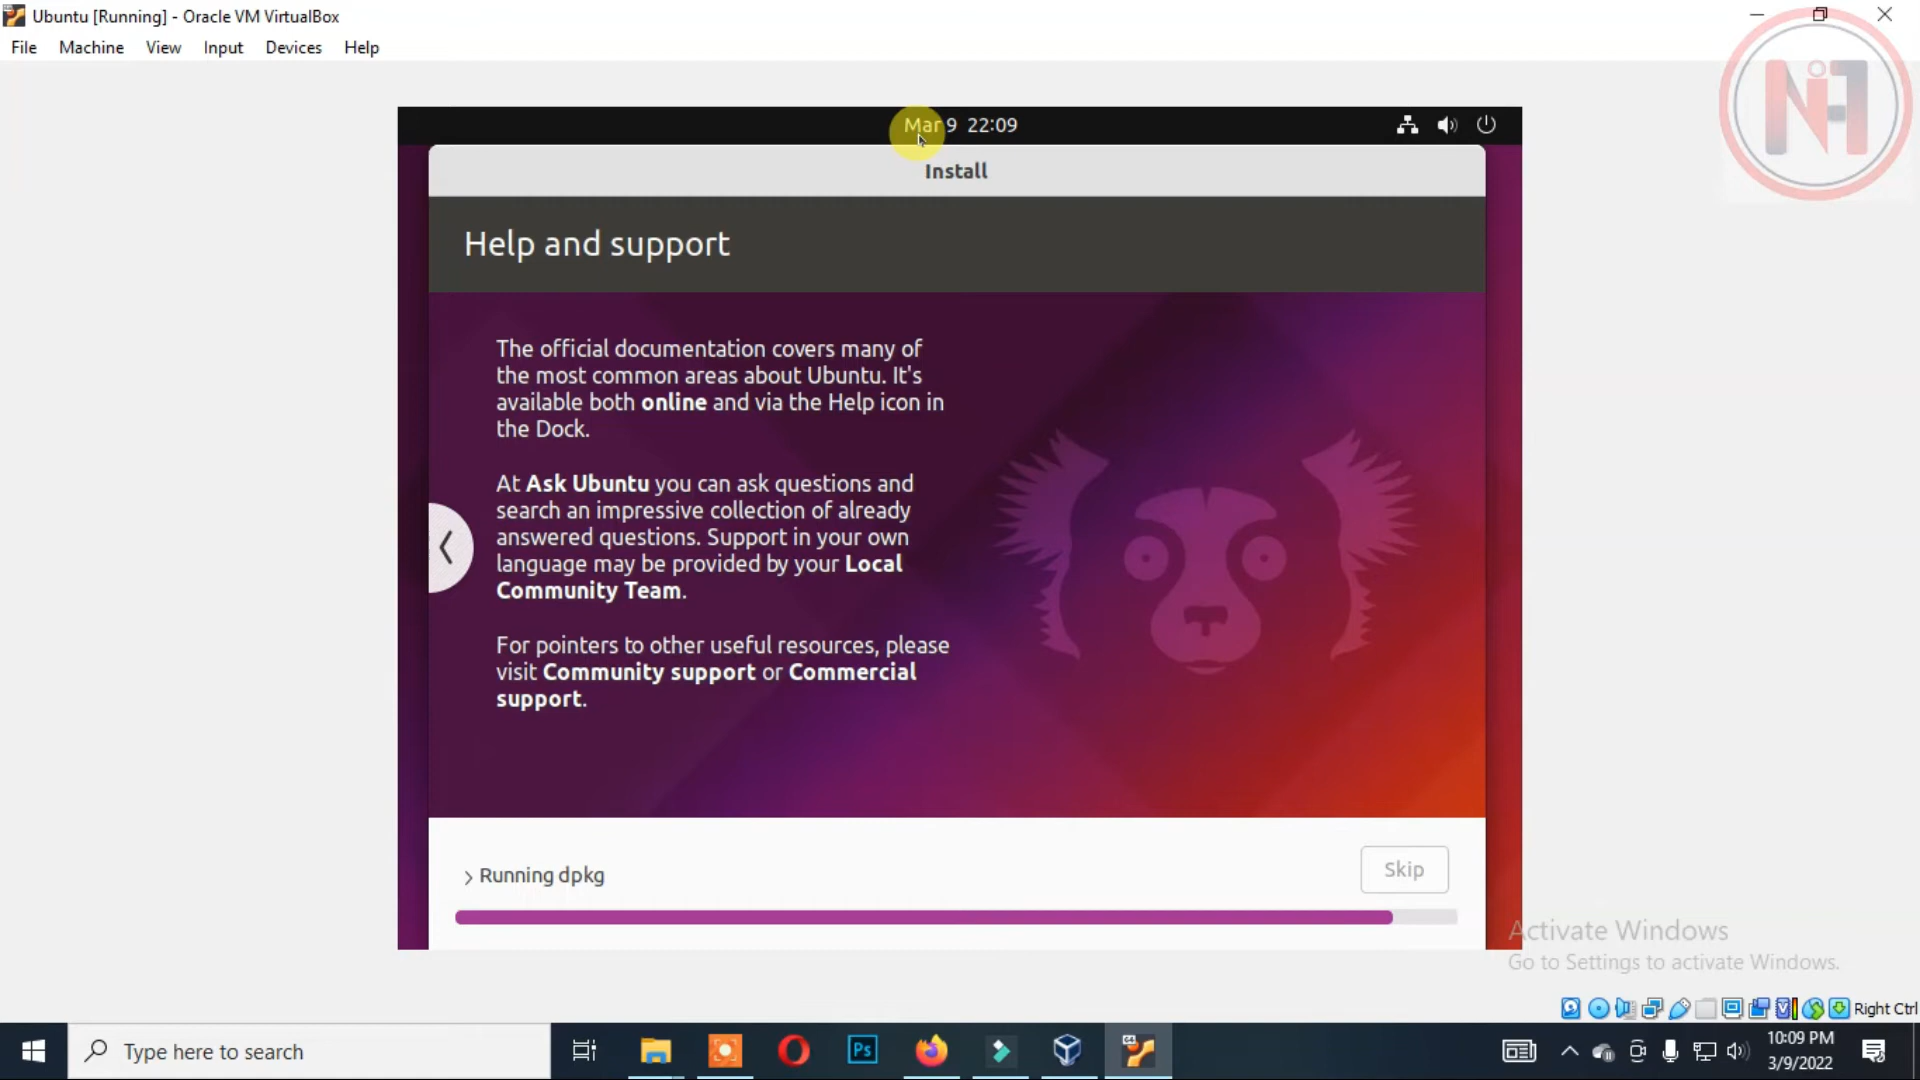 Ubuntu [Running] - Oracle VM VirtualBox
File Machine View Input Devices Help
Mar 9 22:09
Install
Help and support
The official documentation covers many of
the most common areas about Ubuntu. It's
available both online and via the Help icon in
the Dock.
At Ask Ubuntu you can ask questions and
search an impressive collection of already
answered questions. Support in your own
language may be provided by your Local
Community Team.
For pointers to other useful resources, please
visit Community support or Commercial
support.
Running dpkg
Skip
Activate Windows
Go to Settings to activate Windows.
Right Ctrl
Type here to search
Ps
64
10:09 PM
3/9/2022